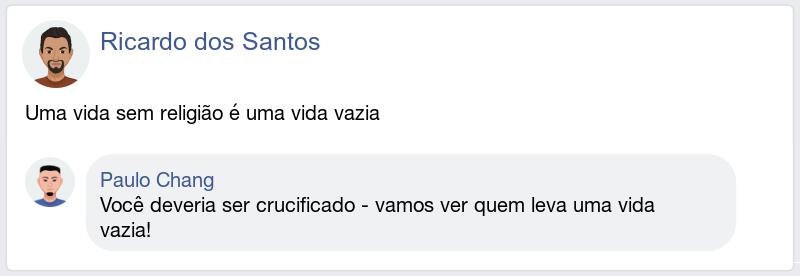 Ricardo dos Santos
Uma vida sem religião é uma vida vazia
Paulo Chang
Você deveria ser crucificado - vamos ver quem leva uma vida
vazia!